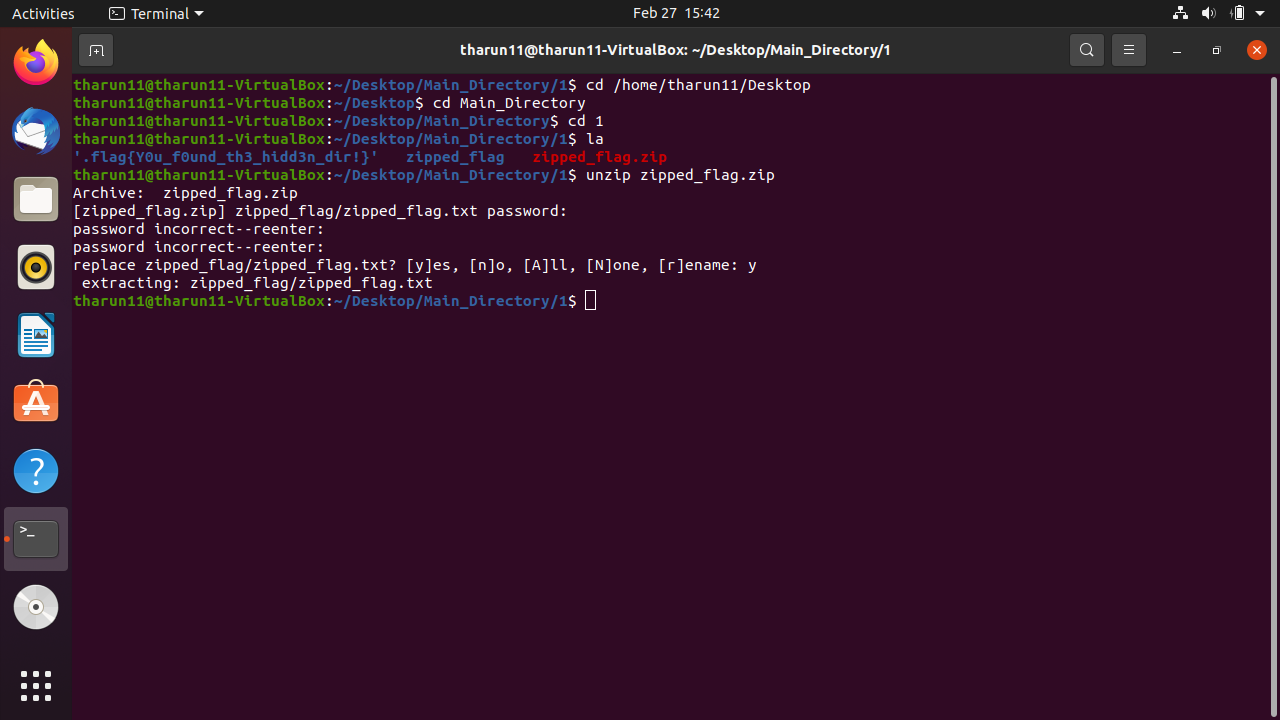 Activities Terminal Feb 27 15:42
tharun11@tharun11-VirtualBox: ~/Desktop/Main_Directory/1
tharun11@tharun11-VirtualBox:~/Desktop/Main_Directory/1$ cd /home/tharun11/Desktop
tharun11@tharun11-VirtualBox:~/Desktop$ cd Main_Directory
tharun11@tharun11-VirtualBox:~/Desktop/Main_Directory$ cd 1
tharun11@tharun11-VirtualBox:~/Desktop/Main_Directory/1$ la
'.flag{Y0u_f0und_th3_hidd3n_dir!}' zipped_flag zipped_flag.zip
tharun11@tharun11-VirtualBox:~/Desktop/Main_Directory/1$ unzip zipped_flag.zip
Archive:  zipped_flag.zip
[zipped_flag.zip] zipped_flag/zipped_flag.txt password:
password incorrect--reenter:
password incorrect--reenter:
replace zipped_flag/zipped_flag.txt? [y]es, [n]o, [A]ll, [N]one, [r]ename: y
 extracting: zipped_flag/zipped_flag.txt
tharun11@tharun11-VirtualBox:~/Desktop/Main_Directory/1$